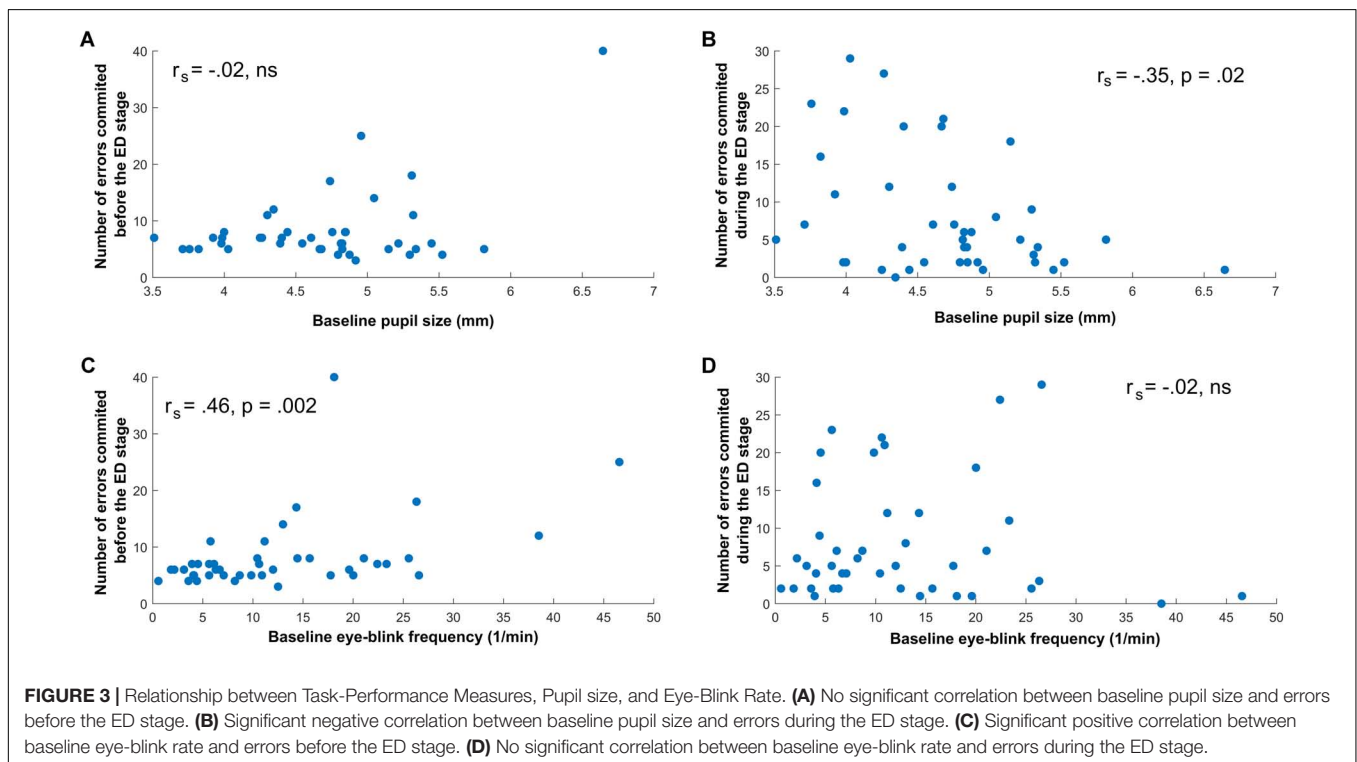 A
r_s = -.02, ns
Number of errors commited
before the ED stage
40
30
20
10
0
3.5 4 4.5 5 5.5 6 6.5 7
Baseline pupil size (mm)
B
r_s = -.35, p = .02
Number of errors commited
during the ED stage
30
25
20
15
10
5
0
3.5 4 4.5 5 5.5 6 6.5 7
Baseline pupil size (mm)
C
r_s = .46, p = .002
Number of errors commited
before the ED stage
40
30
20
10
0
0 5 10 15 20 25 30 35 40 45 50
Baseline eye-blink frequency (1/min)
D
r_s = -.02, ns
Number of errors commited
during the ED stage
30
25
20
15
10
5
0
0 5 10 15 20 25 30 35 40 45 50
Baseline eye-blink frequency (1/min)
FIGURE 3 | Relationship between Task-Performance Measures, Pupil size, and Eye-Blink Rate. (A) No significant correlation between baseline pupil size and errors
before the ED stage. (B) Significant negative correlation between baseline pupil size and errors during the ED stage. (C) Significant positive correlation between
baseline eye-blink rate and errors before the ED stage. (D) No significant correlation between baseline eye-blink rate and errors during the ED stage.